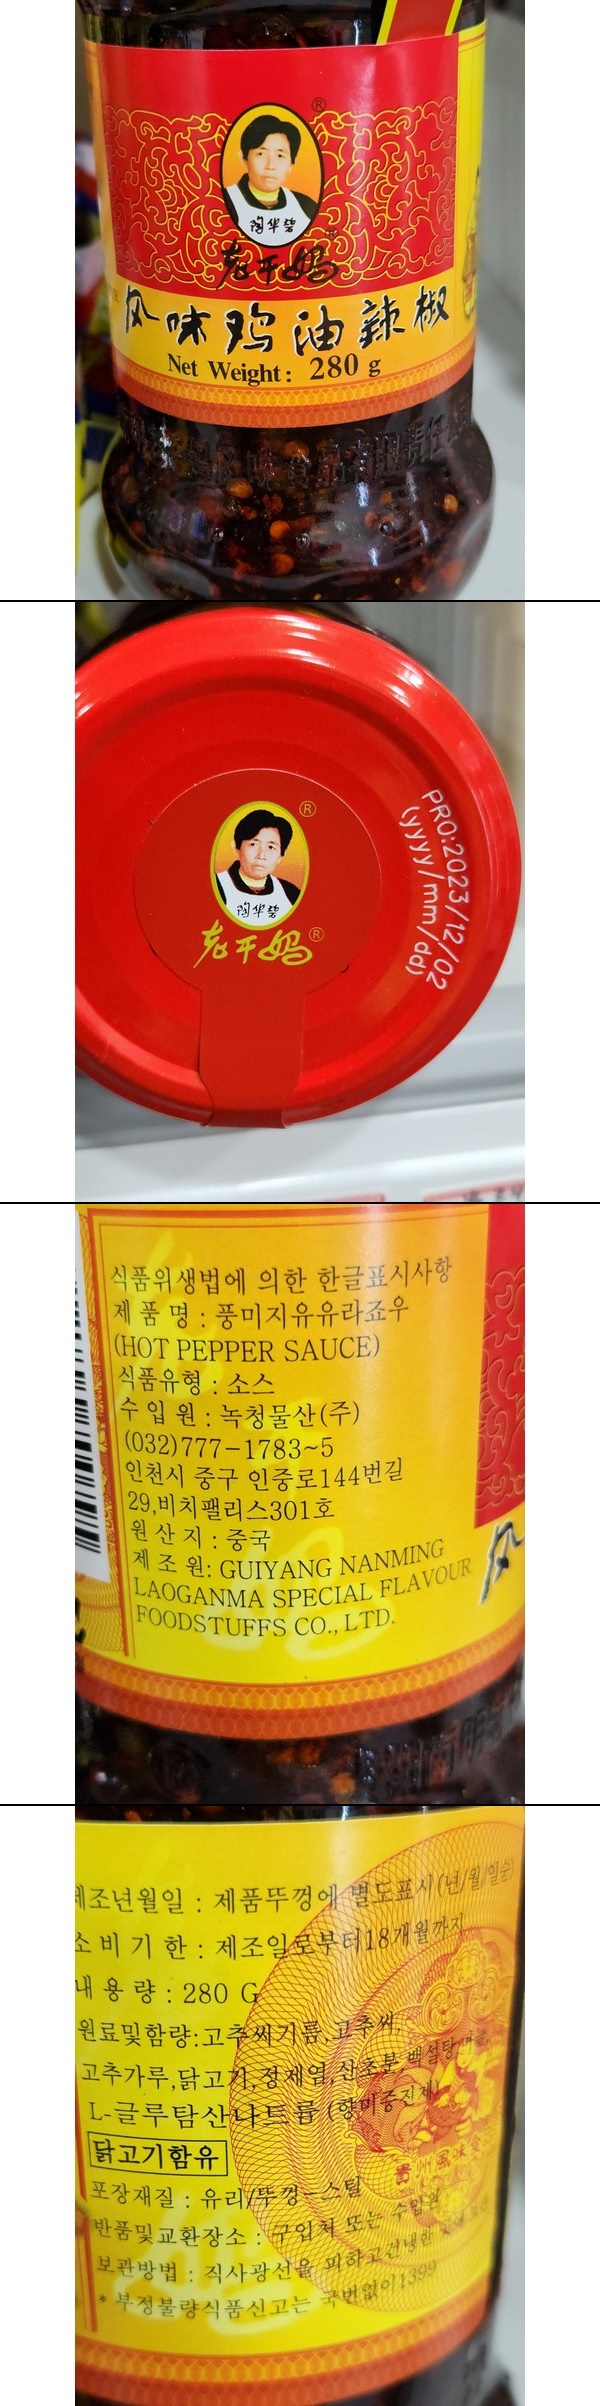 ®
陶华碧
老干妈
风味鸡油辣椒
Net Weight: 280 g
®
陶华碧
老干妈®
PRO:2023/12/02
(yyyy/mm/dd)
식품위생법에 의한 한글표시사항
제 품 명 : 풍미지유유라죠우
(HOT PEPPER SAUCE)
식품유형 : 소스
수 입 원 : 녹청물산(주)
(032)777-1783~5
인천시 중구 인중로144번길
29,비치팰리스301호
원 산 지 : 중국
제 조 원: GUIYANG NANMING
LAOGANMA SPECIAL FLAVOUR
FOODSTUFFS CO., LTD.
风
제조년월일 : 제품뚜껑에 별도표시(년/월/일순)
소 비 기 한 : 제조일로부터18개월까지
내 용 량 : 280 G
원료및함량:고추씨기름,고추씨,
고추가루,닭고기,정제염,산초분,백설탕,마늘,
L-글루탐산나트륨 (향미증진제)
닭고기함유
포장재질 : 유리/뚜껑-스틸
반품및교환장소 : 구입처 또는 수입원
보관방법 : 직사광선을 피하고건냉한
* 부정불량식품신고는 국번없이1399